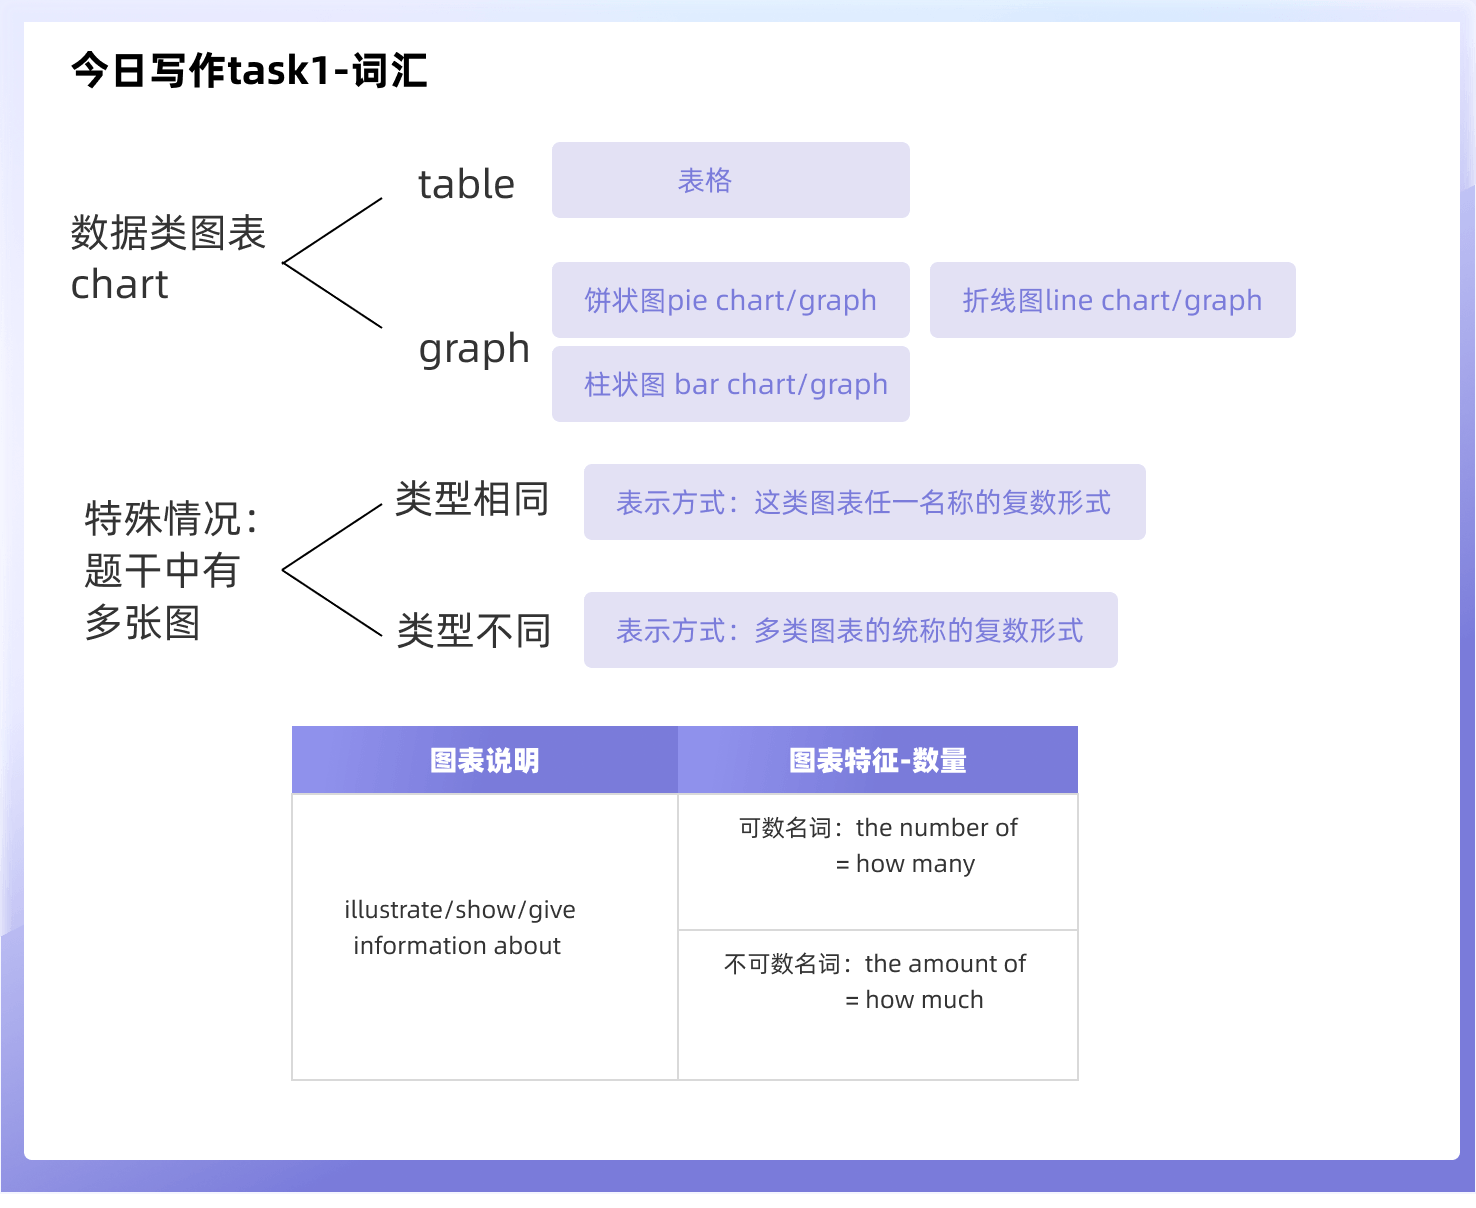 今日写作task1-词汇
数据类图表
chart
table
表格
graph
饼状图pie chart/graph
折线图line chart/graph
柱状图 bar chart/graph
特殊情况：
题干中有
多张图
类型相同
表示方式：这类图表任一名称的复数形式
类型不同
表示方式：多类图表的统称的复数形式
图表说明
图表特征-数量
illustrate/show/give
information about
可数名词：the number of
= how many
不可数名词：the amount of
= how much